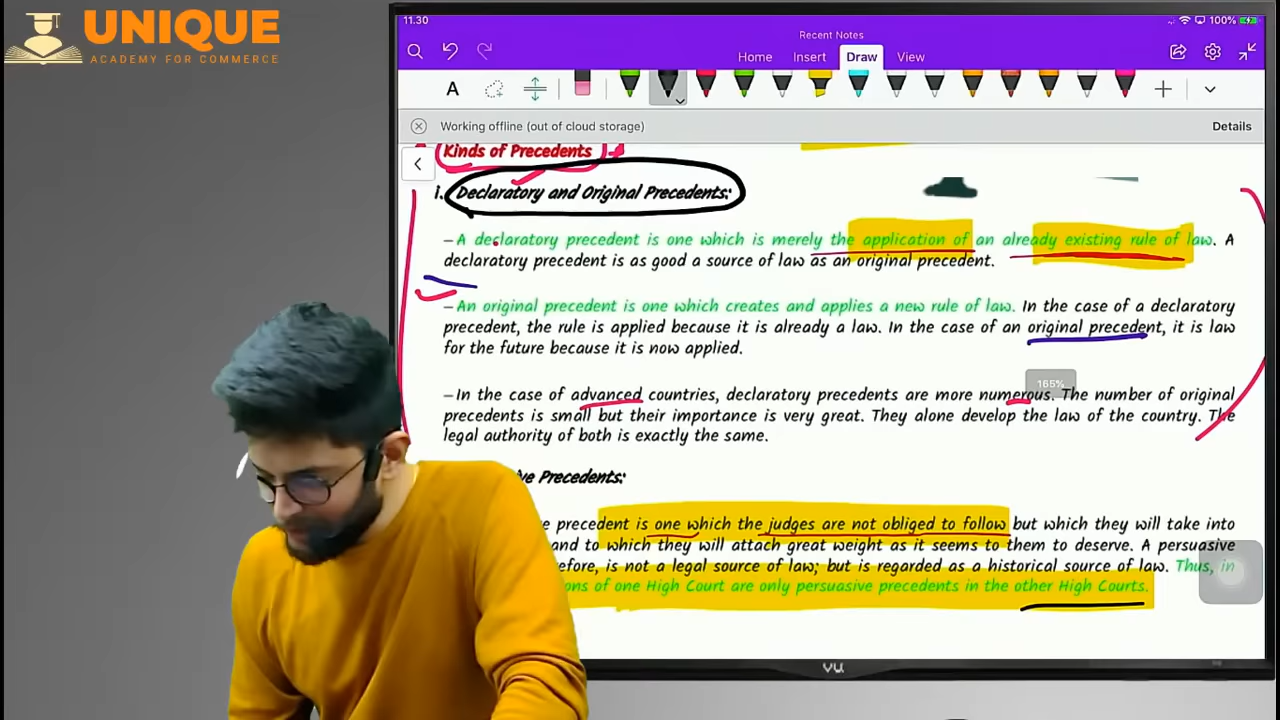 UNIQUE
ACADEMY FOR COMMERCE
11.30
100%
Recent Notes
Home Insert Draw View
A
Working offline (out of cloud storage)
Details
Kinds of Precedents
i. Declaratory and Original Precedents:
–A declaratory precedent is one which is merely the application of an already existing rule of law. A
declaratory precedent is as good a source of law as an original precedent.
–An original precedent is one which creates and applies a new rule of law. In the case of a declaratory
precedent, the rule is applied because it is already a law. In the case of an original precedent, it is law
for the future because it is now applied.
165%
–In the case of advanced countries, declaratory precedents are more numerous. The number of original
precedents is small but their importance is very great. They alone develop the law of the country. The
legal authority of both is exactly the same.
Precedents:
precedent is one which the judges are not obliged to follow but which they will take into
and to which they will attach great weight as it seems to them to deserve. A persuasive
is not a legal source of law; but is regarded as a historical source of law. Thus, in
of one High Court are only persuasive precedents in the other High Courts.
vu